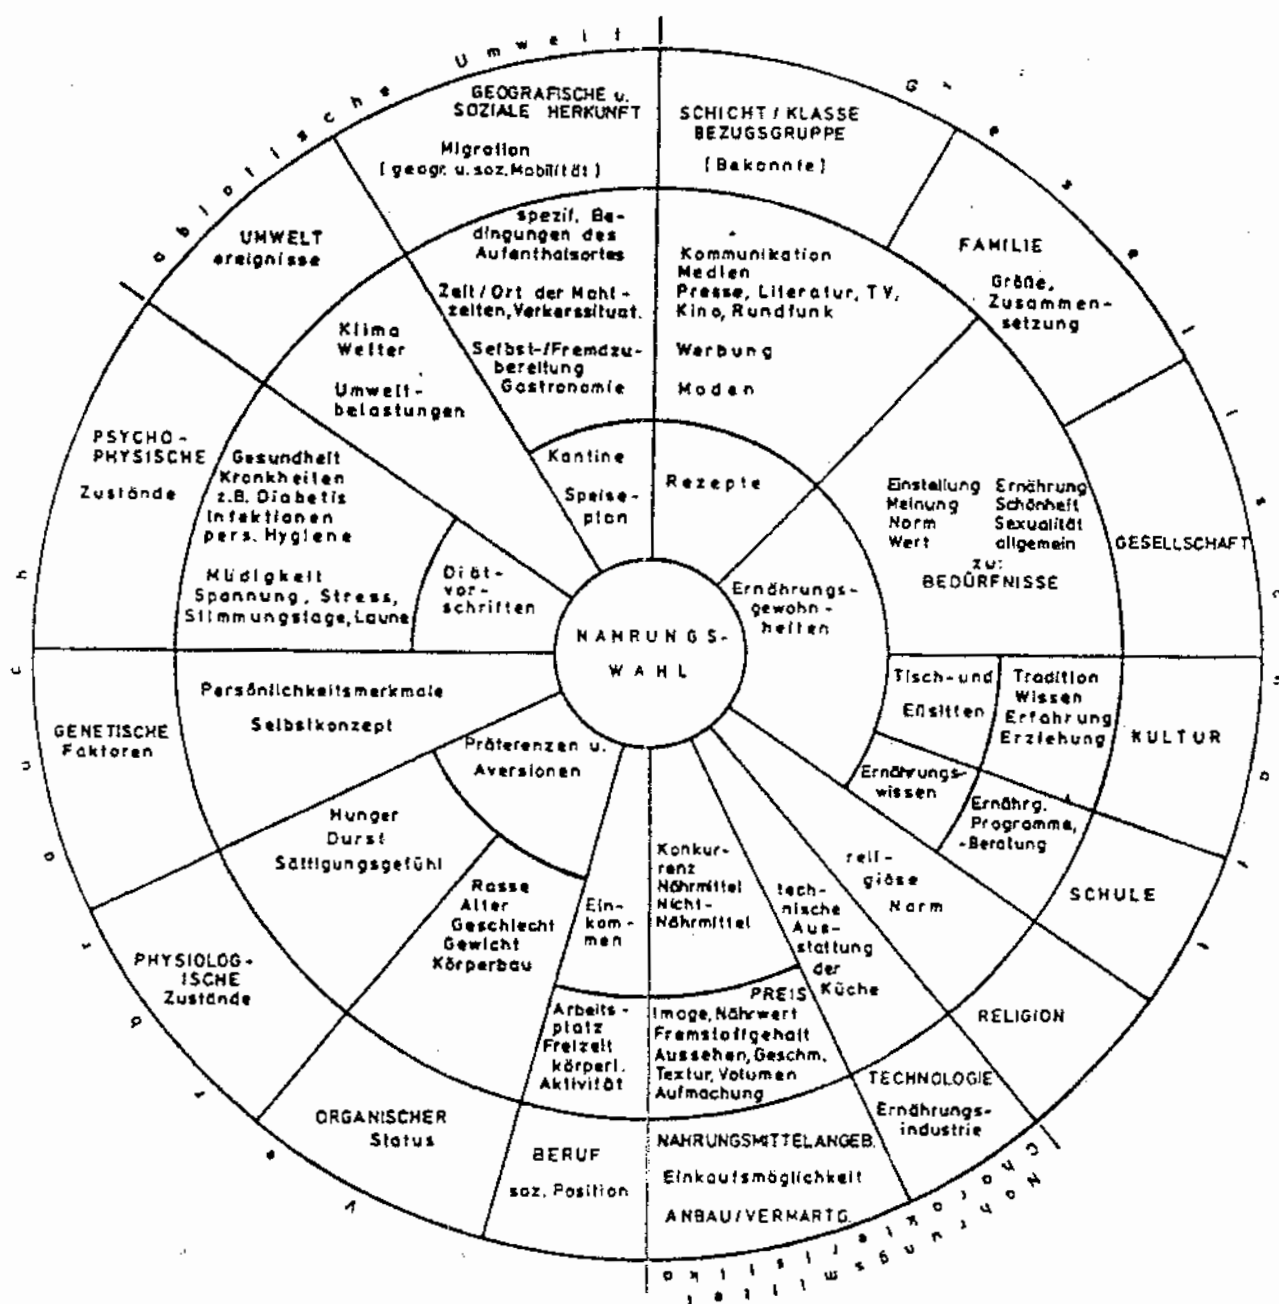 abiotische Umwelt
Gesellschaft
GEOGRAFISCHE u.
SOZIALE HERKUNFT
Migration
(geogr. u. soz. Mobilität)
SCHICHT / KLASSE
BEZUGSGRUPPE
(Bekannte)
UMWELT
ereignisse
FAMILIE
Größe,
Zusammen-
setzung
spezif. Be-
dingungen des
Aufenthalsortes
Zeit/Ort der Mahl-
zeiten, Verkerssituat.
Selbst-/Fremdzu-
bereitung
Gastronomie
Kommunikation
Medien
Presse, Literatur, TV,
Kino, Rundfunk
Werbung
Moden
Klima
Wetter
Umwelt-
belastungen
PSYCHO-
PHYSISCHE
Zustände
Gesundheit
Krankheiten
z.B. Diabetis
Infektionen
pers. Hygiene
Müdigkeit
Spannung, Stress,
Stimmungslage, Laune
Kantine
Speise-
plan
Rezepte
Einstellung
Meinung
Norm
Wert
Ernährung
Schönheit
Sexualität
allgemein
zu:
BEDÜRFNISSE
GESELLSCHAFT
Diät-
vor-
schriften
Ernährungs-
gewohn-
heiten
NAHRUNGS-
WAHL
Persönlichkeitsmerkmale
Selbstkonzept
GENETISCHE
Faktoren
Tisch- und
Eßsitten
Tradition
Wissen
Erfahrung
Erziehung
KULTUR
Präferenzen u.
Aversionen
Ernährungs-
wissen
Ernährg.
Programme,
-Beratung
SCHULE
Hunger
Durst
Sättigungsgefühl
Rasse
Alter
Geschlecht
Gewicht
Körperbau
Ein-
kom-
men
Konkur-
renz
Nährmittel
Nicht-
Nährmittel
tech-
nische
Aus-
stattung
der
Küche
reli-
giöse
Norm
PHYSIOLOG-
ISCHE
Zustände
RELIGION
PREIS
Image, Nährwert
Fremstoffgehalt
Aussehen, Geschm.
Textur, Volumen
Aufmachung
Arbeits-
platz
Freizeit
körperl.
Aktivität
TECHNOLOGIE
Ernährungs-
industrie
ORGANISCHER
Status
BERUF
soz. Position
NAHRUNGSMITTELANGEB.
Einkaufsmöglichkeit
ANBAU/VERMARTG.
Verbraucher
Charakteristika
Nahrungsmittel